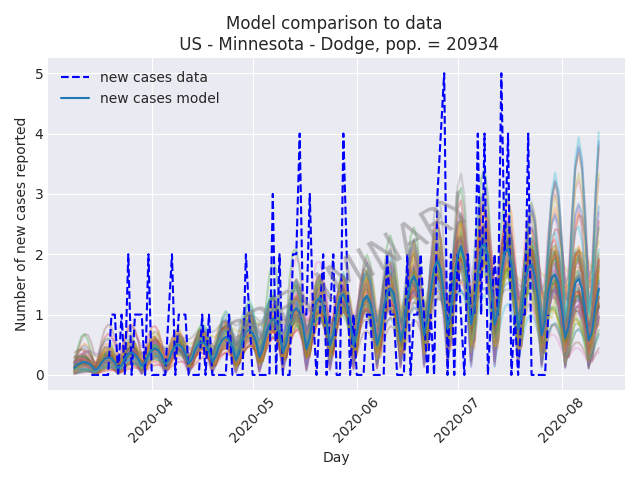 Model comparison to data
US - Minnesota - Dodge, pop. = 20934
new cases data
new cases model
Number of new cases reported
5
4
3
2
1
0
PRELIMINARY
2020-04
2020-05
2020-06
2020-07
2020-08
Day